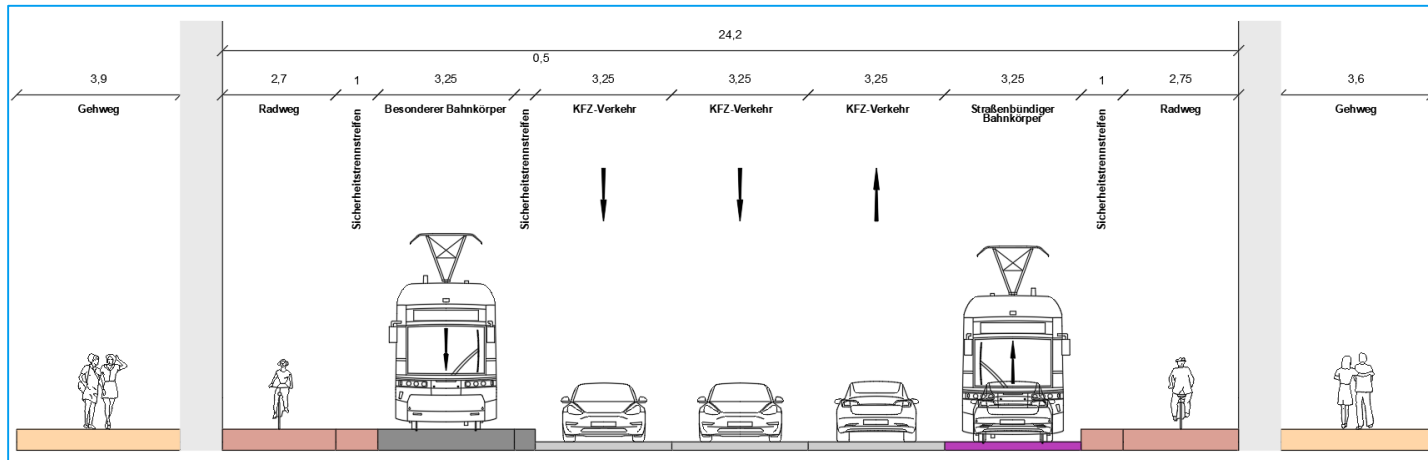 24,2
0,5
3,9
2,7
1
3,25
3,25
3,25
3,25
3,25
1
2,75
3,6
Gehweg
Radweg
Sicherheitstrennstreifen
Besonderer Bahnkörper
Sicherheitstrennstreifen
KFZ-Verkehr
KFZ-Verkehr
KFZ-Verkehr
Straßenbündiger
Bahnkörper
Sicherheitstrennstreifen
Radweg
Gehweg